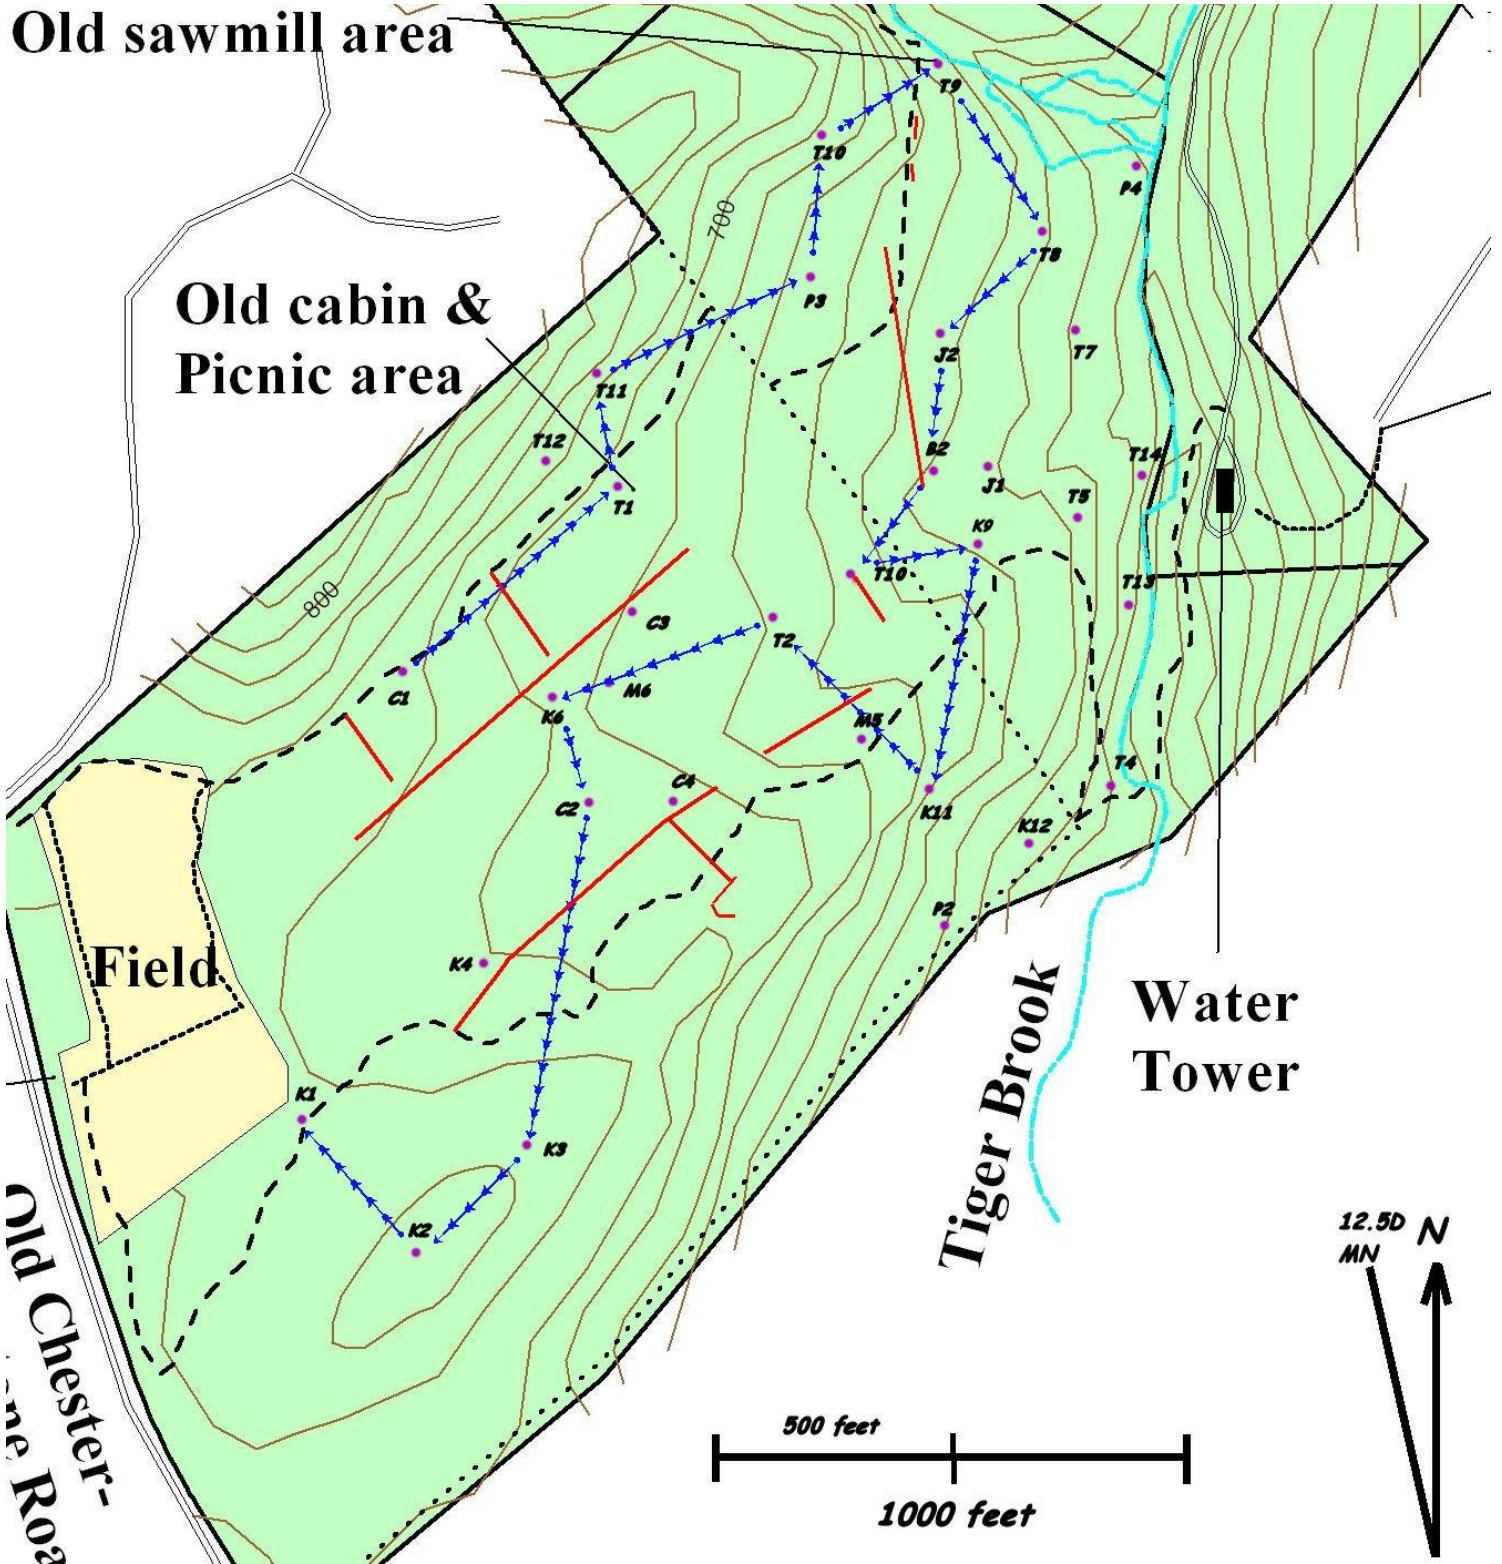 Old sawmill area
T9
T10
P4
700
T8
Old cabin &
Picnic area
P3
J2
T7
T11
T12
B2
T14
J1
T5
T1
K9
T10
T13
800
C3
T2
M6
C1
K6
M5
T4
C4
C2
K11
K12
P2
K4
Field
Water
Tower
Tiger Brook
K1
K3
K2
12.5D
MN
N
Old Chester-
500 feet
1000 feet